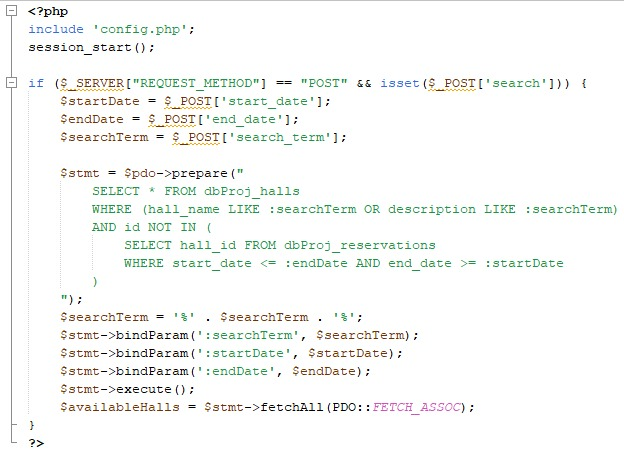 <?php
include 'config.php';
session_start();
if ($_SERVER["REQUEST_METHOD"] == "POST" && isset($_POST['search'])) {
$startDate = $_POST['start_date'];
$endDate = $_POST['end_date'];
$searchTerm = $_POST['search_term'];
$stmt = $pdo->prepare("
SELECT * FROM dbProj_halls
WHERE (hall_name LIKE :searchTerm OR description LIKE :searchTerm)
AND id NOT IN (
SELECT hall_id FROM dbProj_reservations
WHERE start_date <= :endDate AND end_date >= :startDate
)
");
$searchTerm = '%' . $searchTerm . '%';
$stmt->bindParam(':searchTerm', $searchTerm);
$stmt->bindParam(':startDate', $startDate);
$stmt->bindParam(':endDate', $endDate);
$stmt->execute();
$availableHalls = $stmt->fetchAll(PDO::FETCH_ASSOC);
}
?>